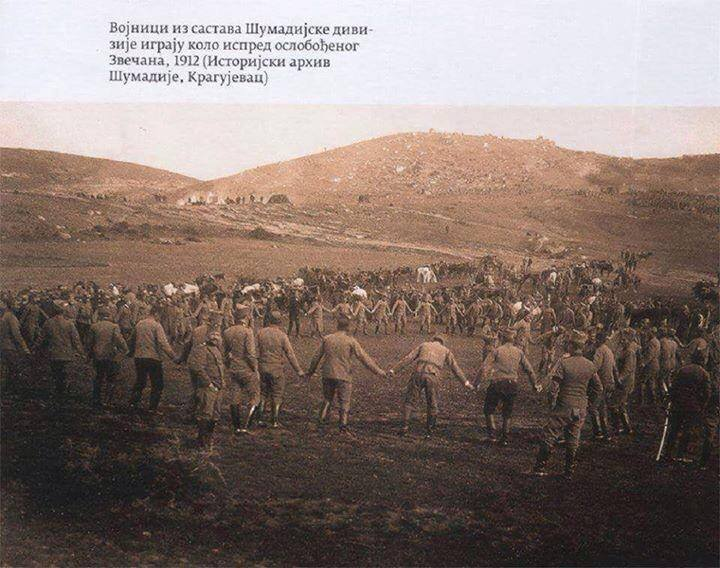 Војници из састава Шумадијске диви-
зије играју коло испред ослобођеног
Звечана, 1912 (Историјски архив
Шумадије, Крагујевац)